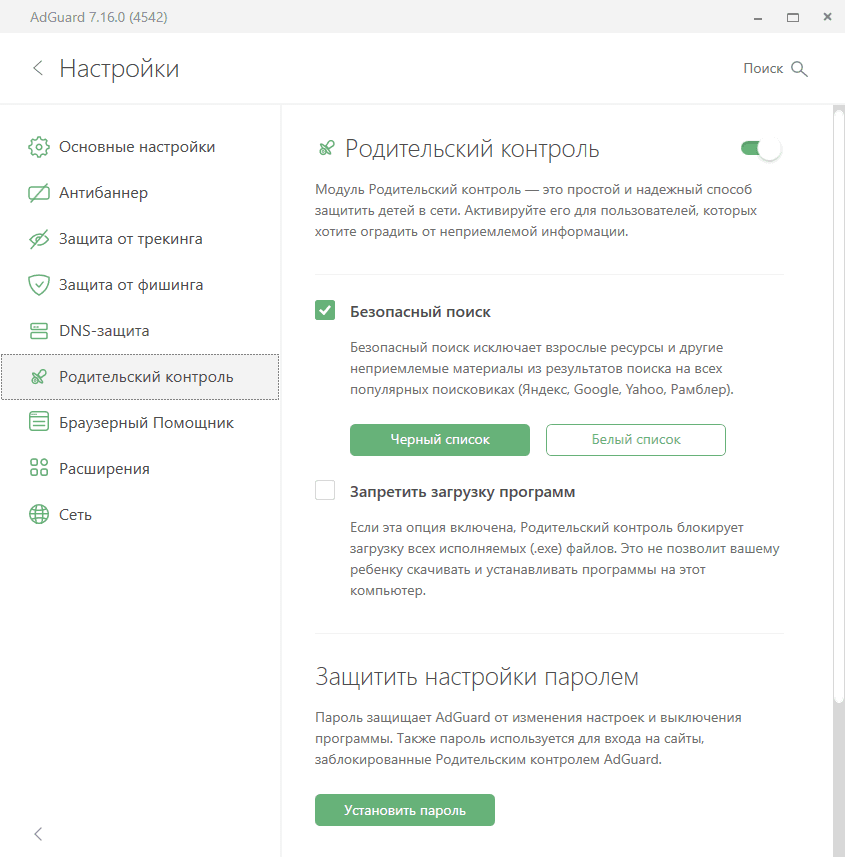 AdGuard 7.16.0 (4542)
Настройки
Поиск
Основные настройки
Антибаннер
Защита от трекинга
Защита от фишинга
DNS-защита
Родительский контроль
Браузерный Помощник
Расширения
Сеть
Родительский контроль
Модуль Родительский контроль — это простой и надежный способ
защитить детей в сети. Активируйте его для пользователей, которых
хотите оградить от неприемлемой информации.
Безопасный поиск
Безопасный поиск исключает взрослые ресурсы и другие
неприемлемые материалы из результатов поиска на всех
популярных поисковиках (Яндекс, Google, Yahoo, Рамблер).
Черный список
Белый список
Запретить загрузку программ
Если эта опция включена, Родительский контроль блокирует
загрузку всех исполняемых (.exe) файлов. Это не позволит вашему
ребенку скачивать и устанавливать программы на этот
компьютер.
Защитить настройки паролем
Пароль защищает AdGuard от изменения настроек и выключения
программы. Также пароль используется для входа на сайты,
заблокированные Родительским контролем AdGuard.
Установить пароль